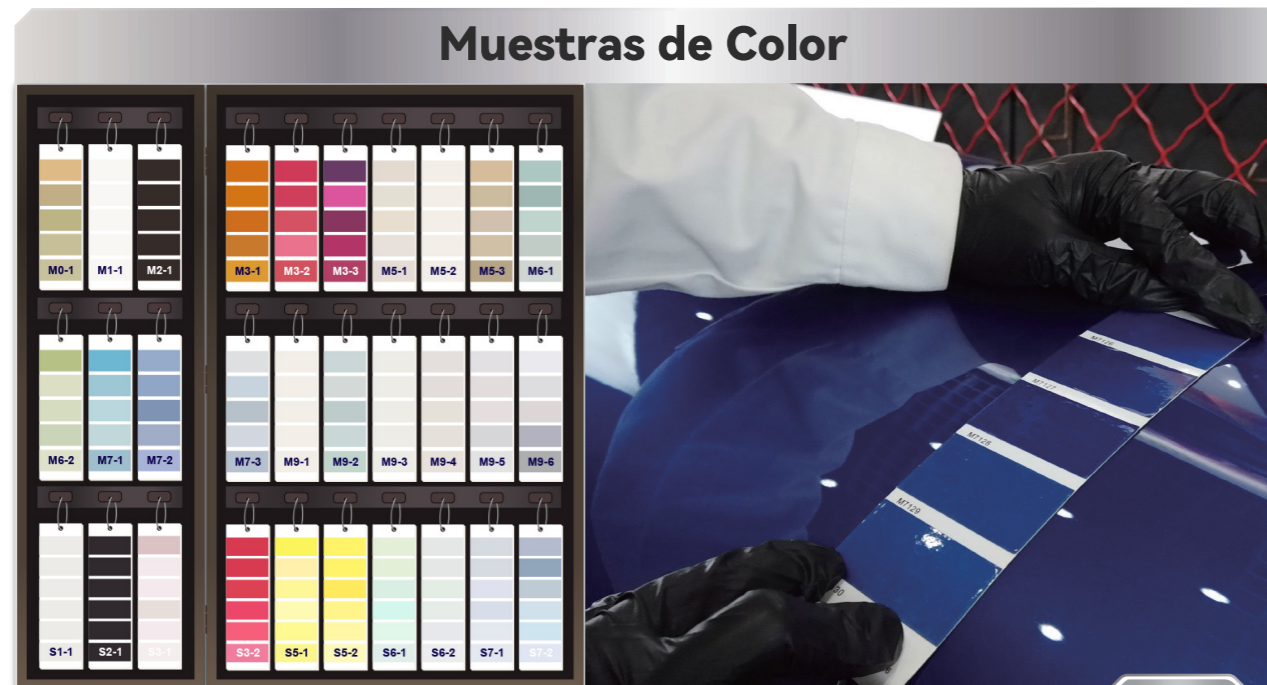 Muestras de Color
M0-1 M1-1 M2-1
M3-1 M3-2 M3-3 M5-1 M5-2 M5-3 M6-1
M6-2 M7-1 M7-2
M7-3 M9-1 M9-2 M9-3 M9-4 M9-5 M9-6
S1-1 S2-1 S3-1
S3-2 S5-1 S5-2 S6-1 S6-2 S7-1 S7-2
M7126
M7127
M7128
M7129